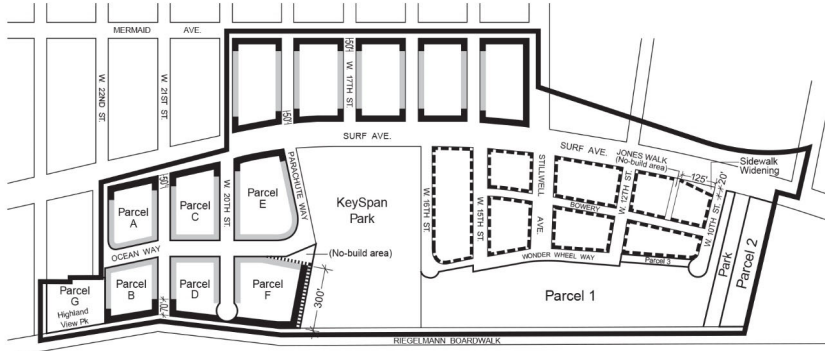 MERMAID AVE.
W. 22ND ST.
W. 21ST ST.
50'
W. 17TH ST.
50'
SURF AVE.
SURF AVE.
JONES WALK
(No-build area)
Sidewalk
Widening
125'
20'
50'
W. 20TH ST.
PARACHUTE WAY
Parcel
A
Parcel
C
Parcel
E
KeySpan
Park
W. 16TH ST.
W. 15TH ST.
STILLWELL AVE.
BOWERY
W. 12TH ST.
W. 10TH ST.
OCEAN WAY
(No-build area)
WONDER WHEEL WAY
Parcel 3
Park
Parcel 2
Parcel
G
Highland
View Pk
Parcel
B
70'
Parcel
D
Parcel
F
300'
Parcel 1
RIEGELMANN BOARDWALK